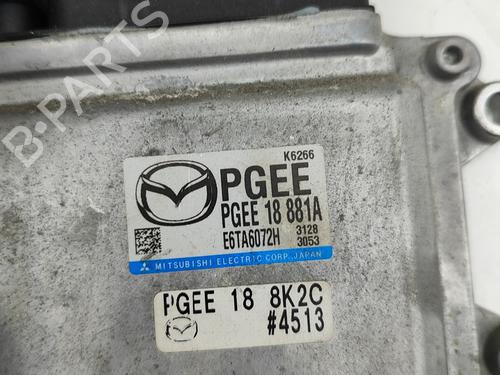 B-PARTS
K6266
PGEE
PGEE 18 881A
E6TA6072H 3128
3053
MITSUBISHI ELECTRIC CORP. JAPAN
PGEE 18 8K2C
#4513